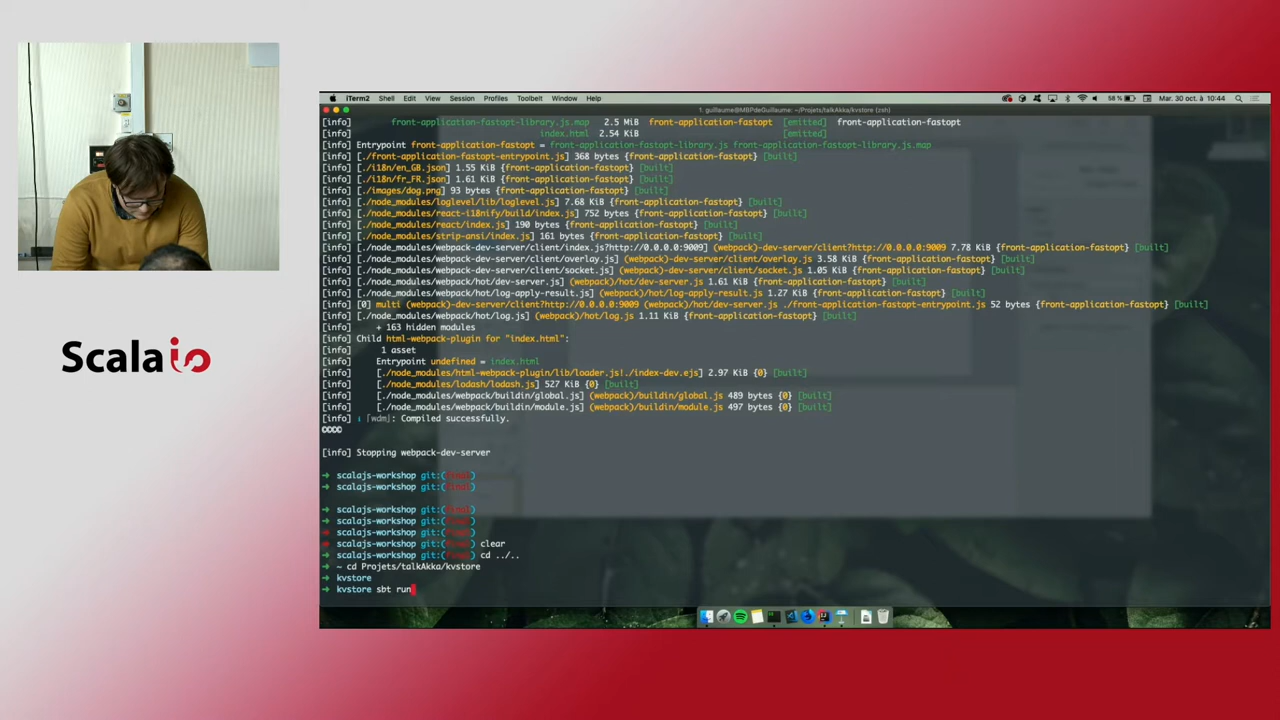 iTerm2 Shell Edit View Session Profiles Toolbelt Window Help 58 % Mar. 30 oct. à 10:44
1. guillaume@MBPdeGuillaume: ~/Projets/talkAkka/kvstore (zsh)
[info] front-application-fastopt-library.js.map 2.5 MiB front-application-fastopt [emitted] front-application-fastopt
[info] index.html 2.54 KiB [emitted]
[info] Entrypoint front-application-fastopt = front-application-fastopt-library.js front-application-fastopt-library.js.map
[info] [./front-application-fastopt-entrypoint.js] 368 bytes {front-application-fastopt} [built]
[info] [./i18n/en_GB.json] 1.55 KiB {front-application-fastopt} [built]
[info] [./i18n/fr_FR.json] 1.61 KiB {front-application-fastopt} [built]
[info] [./images/dog.png] 93 bytes {front-application-fastopt} [built]
[info] [./node_modules/loglevel/lib/loglevel.js] 7.68 KiB {front-application-fastopt} [built]
[info] [./node_modules/react-i18nify/build/index.js] 752 bytes {front-application-fastopt} [built]
[info] [./node_modules/react/index.js] 190 bytes {front-application-fastopt} [built]
[info] [./node_modules/strip-ansi/index.js] 161 bytes {front-application-fastopt} [built]
[info] [./node_modules/webpack-dev-server/client/index.js?http://0.0.0.0:9009] (webpack)-dev-server/client?http://0.0.0.0:9009 7.78 KiB {front-application-fastopt} [built]
[info] [./node_modules/webpack-dev-server/client/overlay.js] (webpack)-dev-server/client/overlay.js 3.58 KiB {front-application-fastopt} [built]
[info] [./node_modules/webpack-dev-server/client/socket.js] (webpack)-dev-server/client/socket.js 1.05 KiB {front-application-fastopt} [built]
[info] [./node_modules/webpack/hot/dev-server.js] (webpack)/hot/dev-server.js 1.61 KiB {front-application-fastopt} [built]
[info] [./node_modules/webpack/hot/log-apply-result.js] (webpack)/hot/log-apply-result.js 1.27 KiB {front-application-fastopt} [built]
[info] [0] multi (webpack)-dev-server/client?http://0.0.0.0:9009 (webpack)/hot/dev-server.js ./front-application-fastopt-entrypoint.js 52 bytes {front-application-fastopt} [built]
[info] [./node_modules/webpack/hot/log.js] (webpack)/hot/log.js 1.11 KiB {front-application-fastopt} [built]
[info] + 163 hidden modules
[info] Child html-webpack-plugin for "index.html":
[info] 1 asset
[info] Entrypoint undefined = index.html
[info] [./node_modules/html-webpack-plugin/lib/loader.js!./index-dev.ejs] 2.97 KiB {0} [built]
[info] [./node_modules/lodash/lodash.js] 527 KiB {0} [built]
[info] [./node_modules/webpack/buildin/global.js] (webpack)/buildin/global.js 489 bytes {0} [built]
[info] [./node_modules/webpack/buildin/module.js] (webpack)/buildin/module.js 497 bytes {0} [built]
[info] ℹ ｢wdm｣: Compiled successfully.
[info] Stopping webpack-dev-server
→ scalajs-workshop git:(final)
→ scalajs-workshop git:(final)
→ scalajs-workshop git:(final)
→ scalajs-workshop git:(final)
→ scalajs-workshop git:(final)
→ scalajs-workshop git:(final) clear
→ scalajs-workshop git:(final) cd ../..
→ ~ cd Projets/talkAkka/kvstore
→ kvstore
→ kvstore sbt run
Scalaio